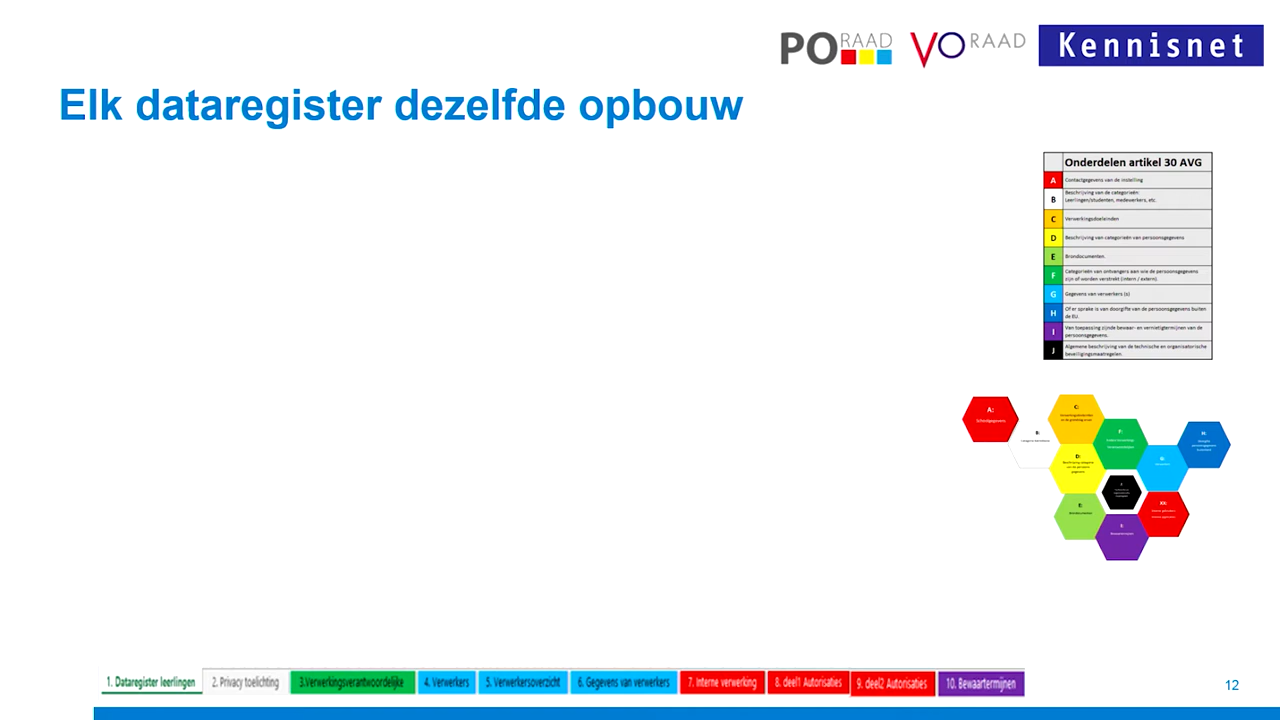 PO RAAD
VO RAAD
Kennisnet
Elk dataregister dezelfde opbouw
Onderdelen artikel 30 AVG
A Contactgegevens van de instelling
B Beschrijving van de categorieën
Leerlingen/studenten, medewerkers, etc.
C Verwerkingsdoeleinden
D Beschrijving van categorieën van persoonsgegevens
E Brondocumenten.
F Categorieën van ontvangers aan wie de persoonsgegevens
zijn of worden verstrekt (intern / extern)
G Gegevens van verwerkers (s)
H Of er sprake is van doorgifte van de persoonsgegevens buiten
de EU.
I Van toepassing zijnde bewaar- en vernietigtermijnen van de
persoonsgegevens.
J Algemene beschrijving van de technische en organisatorische
beveiligingsmaatregelen.
A:
Schoolgegevens
B:
C:
D:
E:
Brondocumenten
F:
G:
H:
XX:
I:
Bewaartermijnen
1. Dataregister leerlingen
2. Privacy toelichting
3.Verwerkingsverantwoordelijke
4. Verwerkers
5. Verwerkersoverzicht
6. Gegevens van verwerkers
7. Interne verwerking
8. deel1 Autorisaties
9. deel2 Autorisaties
10. Bewaartermijnen
12